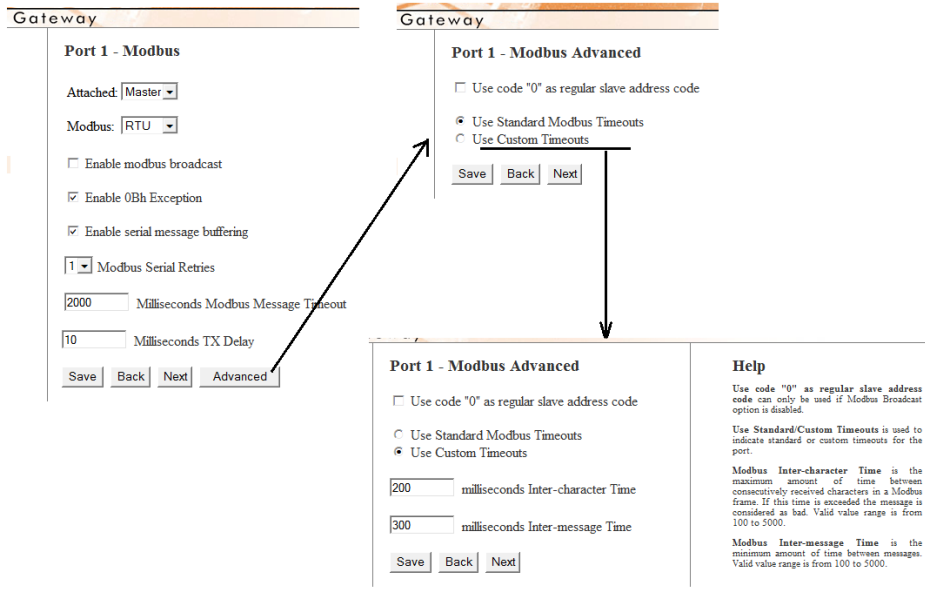 Gateway
Port 1 - Modbus
Attached: Master
Modbus: RTU
Enable modbus broadcast
Enable 0Bh Exception
Enable serial message buffering
1 Modbus Serial Retries
2000 Milliseconds Modbus Message Timeout
10 Milliseconds TX Delay
Save Back Next Advanced
Gateway
Port 1 - Modbus Advanced
Use code "0" as regular slave address code
Use Standard Modbus Timeouts
Use Custom Timeouts
Save Back Next
Port 1 - Modbus Advanced
Use code "0" as regular slave address code
Use Standard Modbus Timeouts
Use Custom Timeouts
200 milliseconds Inter-character Time
300 milliseconds Inter-message Time
Save Back Next
Help
Use code "0" as regular slave address
code can only be used if Modbus Broadcast
option is disabled.
Use Standard/Custom Timeouts is used to
indicate standard or custom timeouts for the
port.
Modbus Inter-character Time is the
maximum amount of time between
consecutively received characters in a Modbus
frame. If this time is exceeded the message is
considered as bad. Valid value range is from
100 to 5000.
Modbus Inter-message Time is the
minimum amount of time between messages.
Valid value range is from 100 to 5000.